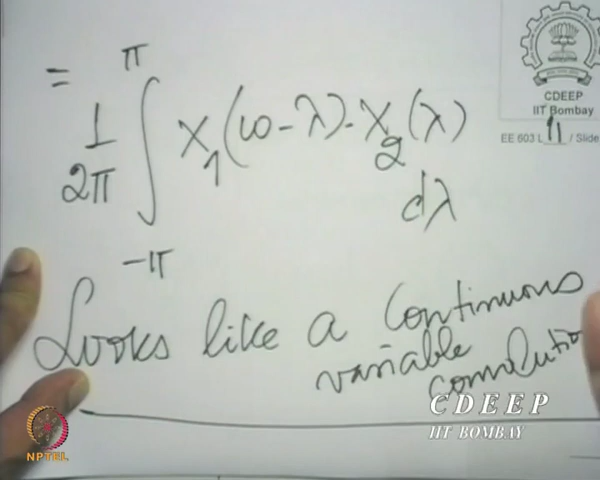 = 1/2π ∫_{-π}^{π} X₁(ω-λ)·X₂(λ) dλ
Looks like a Continuous
variable
convolutio
CDEEP
IIT Bombay
EE 603 L 11 / Slide
CDEEP
IIT BOMBAY
NPTEL